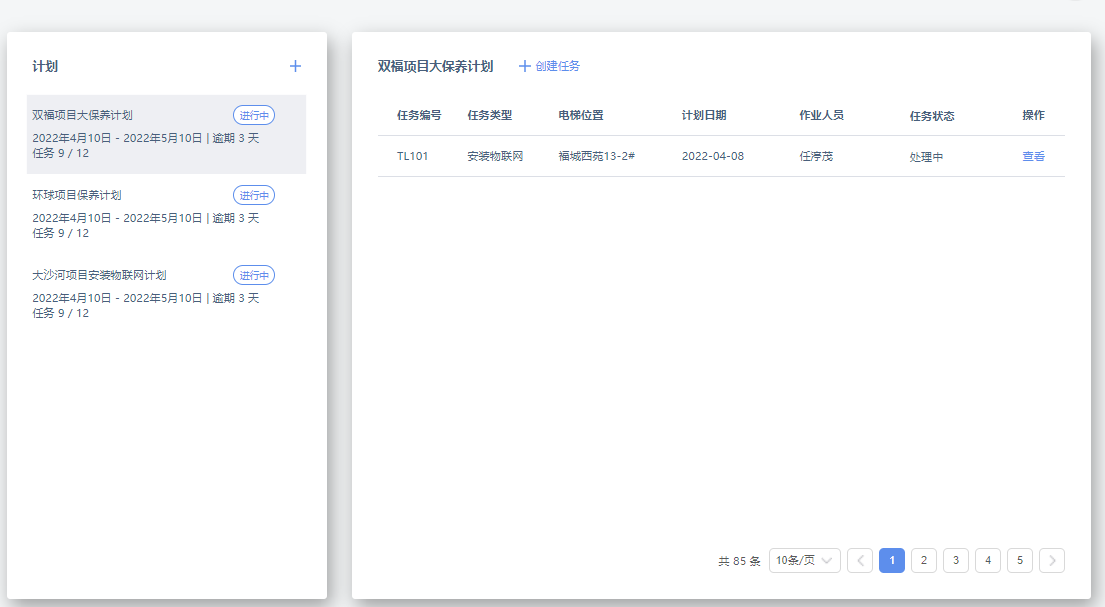 计划
双福项目大保养计划 进行中
2022年4月10日 - 2022年5月10日 | 逾期 3 天
任务 9 / 12
环球项目保养计划 进行中
2022年4月10日 - 2022年5月10日 | 逾期 3 天
任务 9 / 12
大沙河项目安装物联网计划 进行中
2022年4月10日 - 2022年5月10日 | 逾期 3 天
任务 9 / 12
双福项目大保养计划 创建任务
任务编号 任务类型 电梯位置 计划日期 作业人员 任务状态 操作
TL101 安装物联网 福城西苑13-2# 2022-04-08 任渟茂 处理中 查看
共 85 条 10条/页 1 2 3 4 5